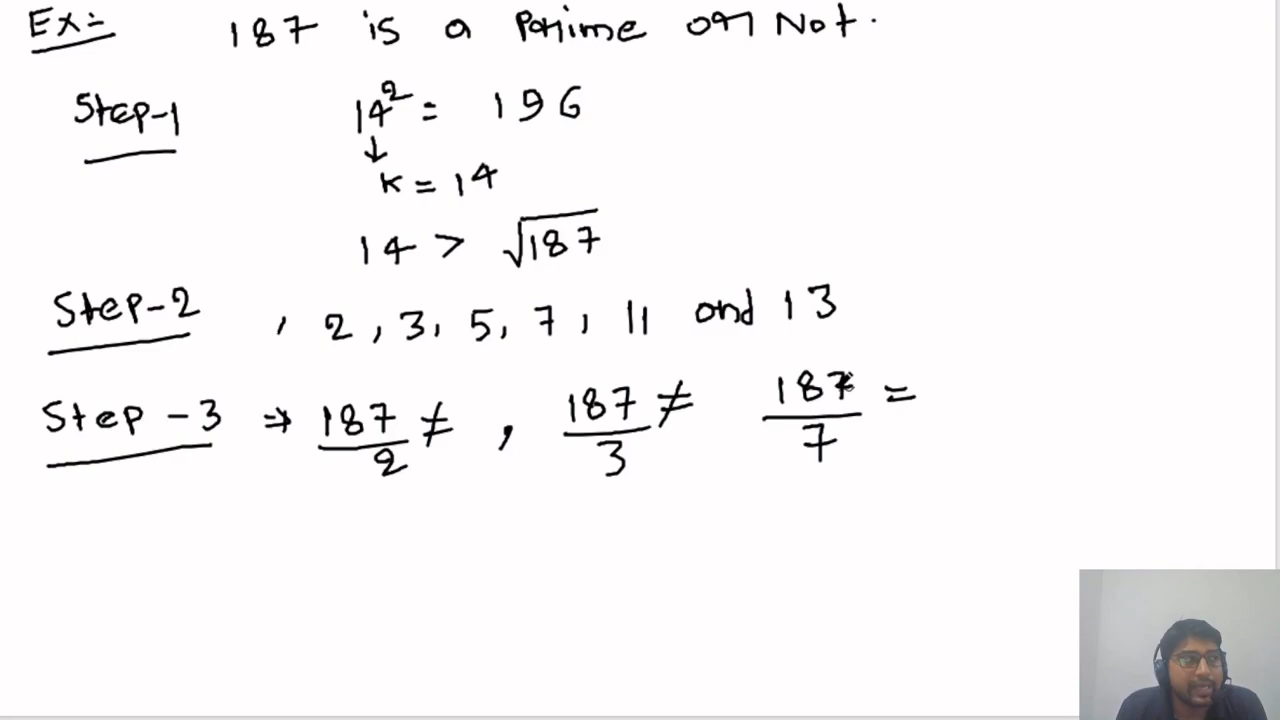 Ex:- 187 is a Prime or Not.
Step-1 14² = 196
↓
K = 14
14 > √187
Step-2 , 2, 3, 5, 7, 11 and 13
Step-3 ⇒ 187/2 ≠ , 187/3 ≠ 187/7 =